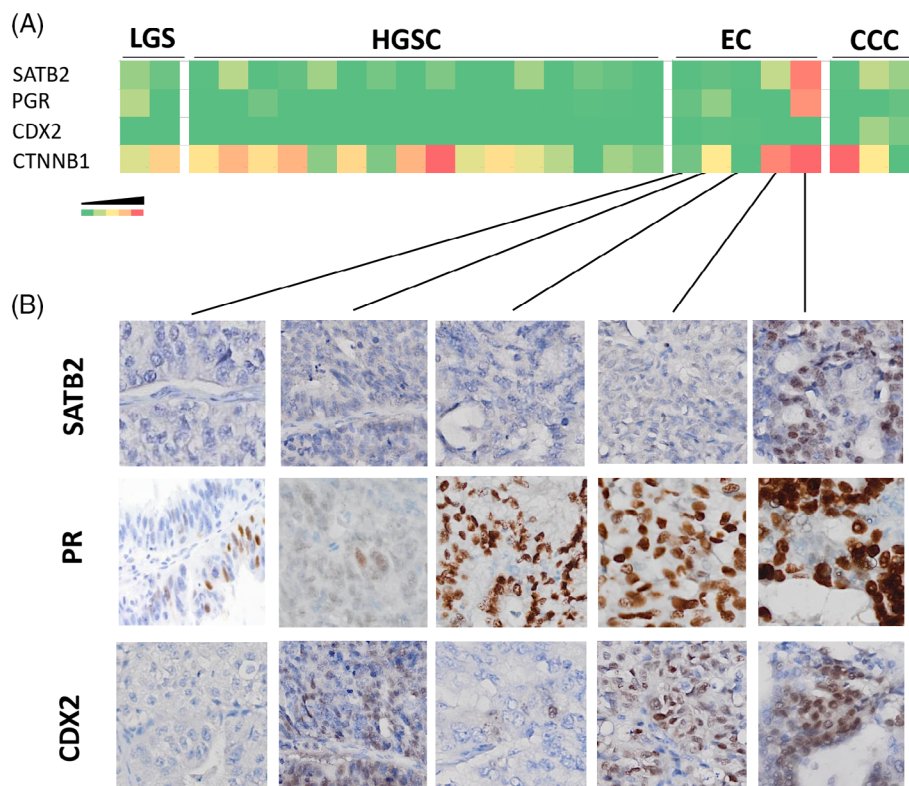 (A)
LGS HGSC EC CCC
SATB2
PGR
CDX2
CTNNB1
(B)
SATB2
PR
CDX2